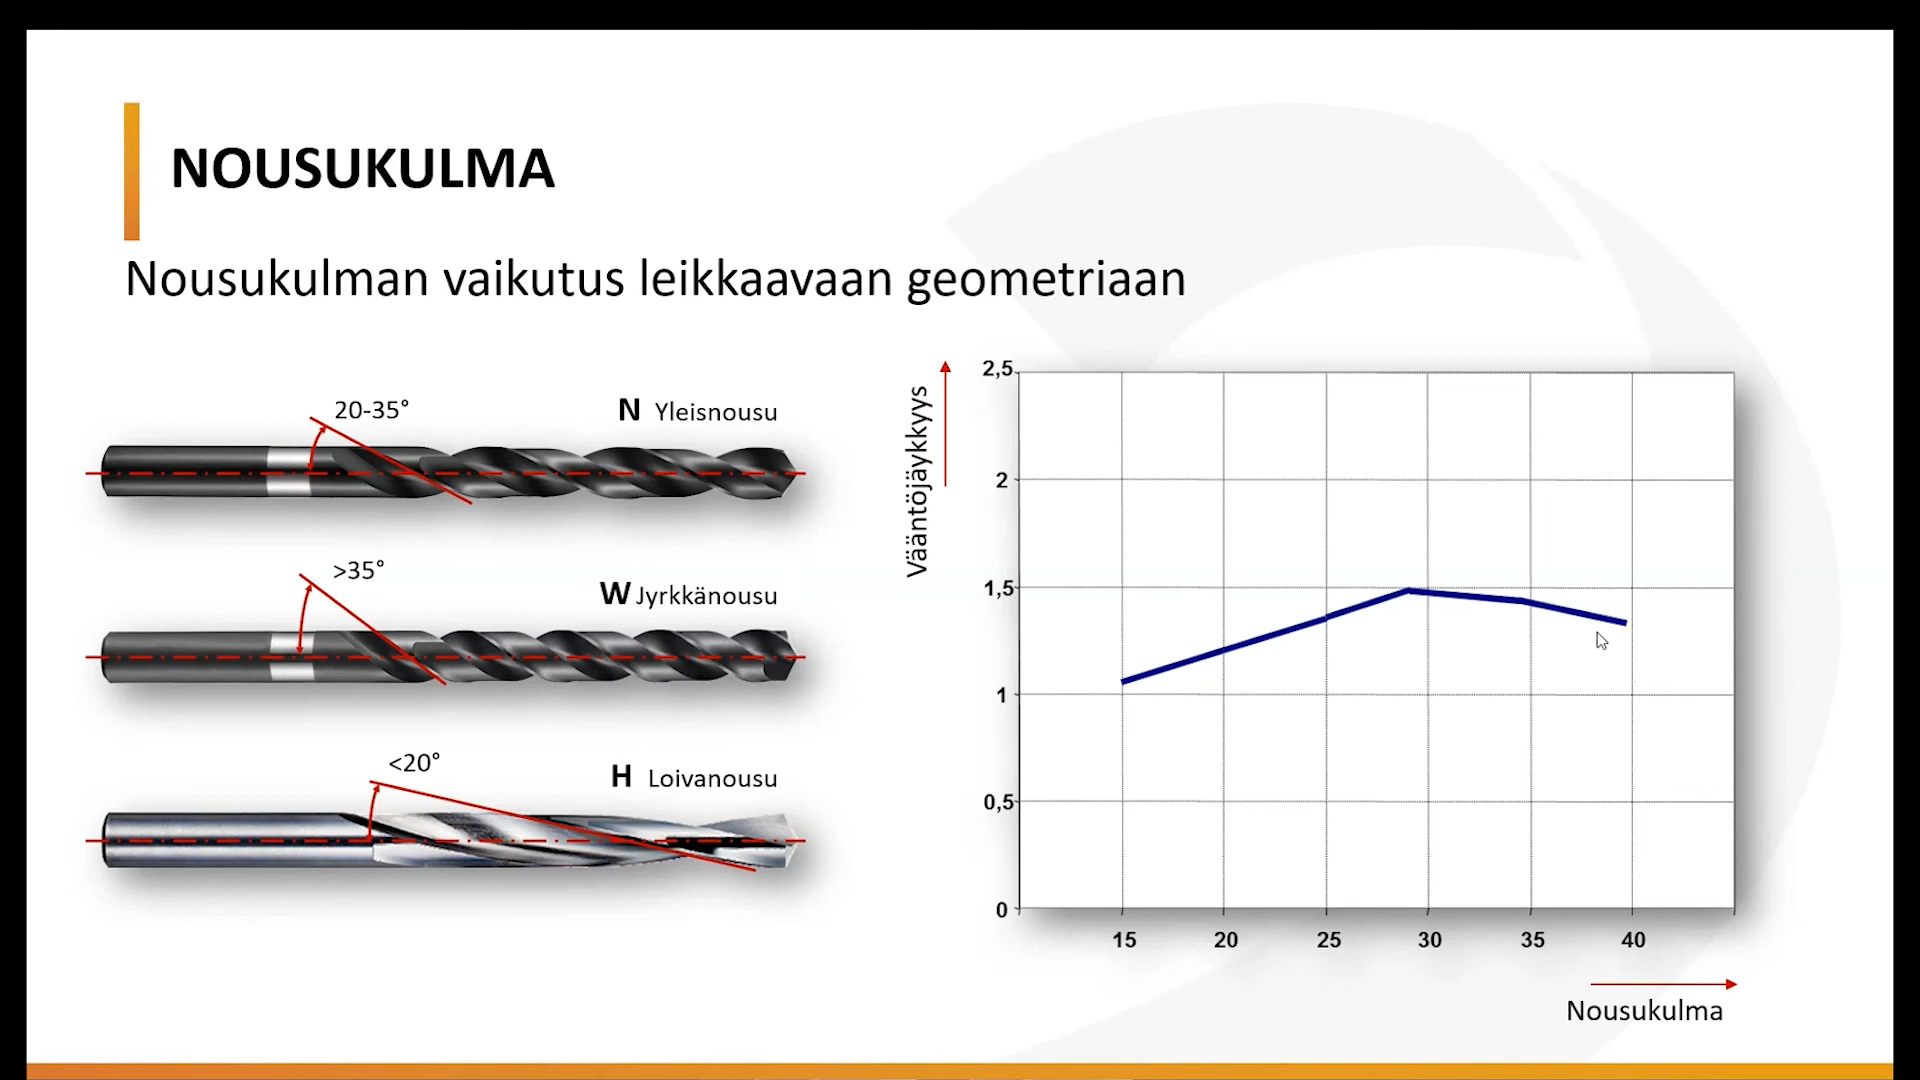 NOUSUKULMA
Nousukulman vaikutus leikkaavaan geometriaan
20-35°
N Yleisnousu
>35°
W Jyrkkänousu
<20°
H Loivanousu
Vääntöjäykkyys
2,5
2
1,5
1
0,5
0
15 20 25 30 35 40
Nousukulma